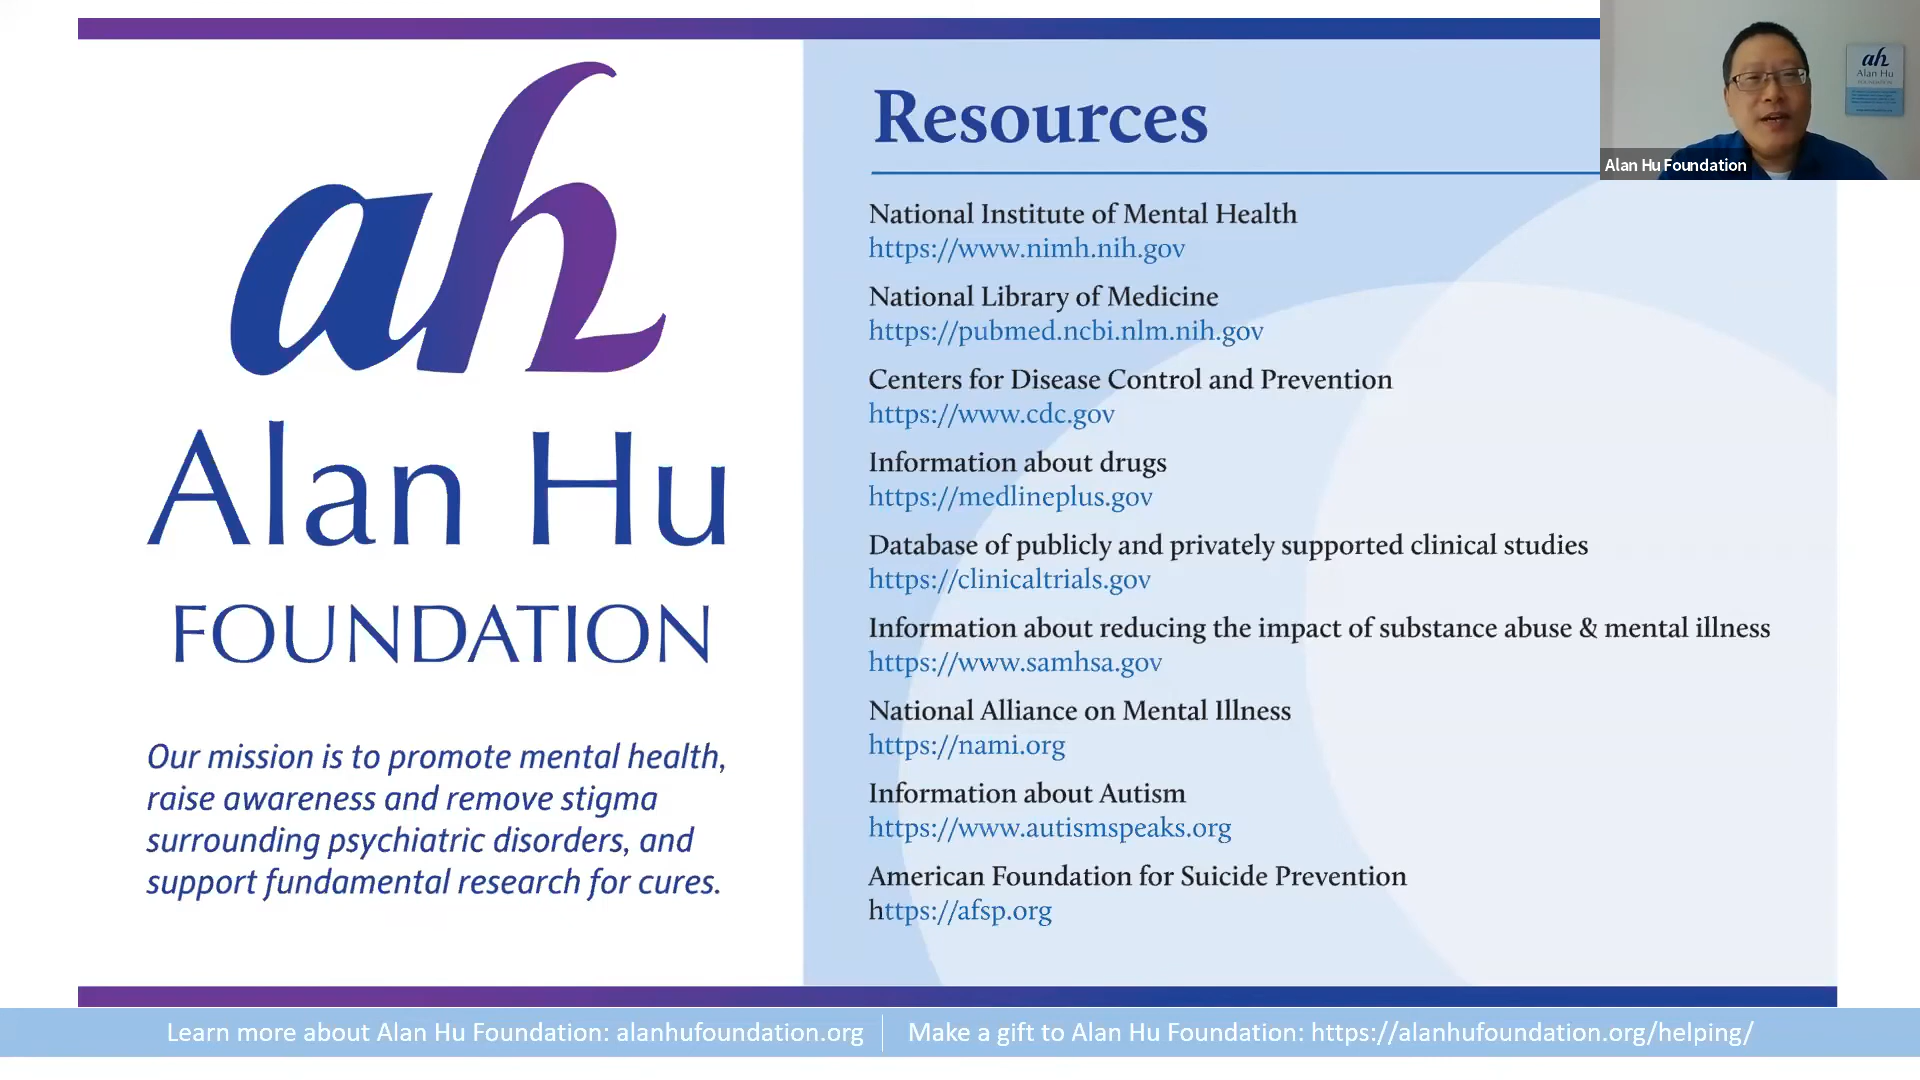 ah
Alan Hu
FOUNDATION
Our mission is to promote mental health,
raise awareness and remove stigma
surrounding psychiatric disorders, and
support fundamental research for cures.
Resources
National Institute of Mental Health
https://www.nimh.nih.gov
National Library of Medicine
https://pubmed.ncbi.nlm.nih.gov
Centers for Disease Control and Prevention
https://www.cdc.gov
Information about drugs
https://medlineplus.gov
Database of publicly and privately supported clinical studies
https://clinicaltrials.gov
Information about reducing the impact of substance abuse & mental illness
https://www.samhsa.gov
National Alliance on Mental Illness
https://nami.org
Information about Autism
https://www.autismspeaks.org
American Foundation for Suicide Prevention
https://afsp.org
ah
Alan Hu
FOUNDATION
Alan Hu Foundation
Learn more about Alan Hu Foundation: alanhufoundation.org
Make a gift to Alan Hu Foundation: https://alanhufoundation.org/helping/